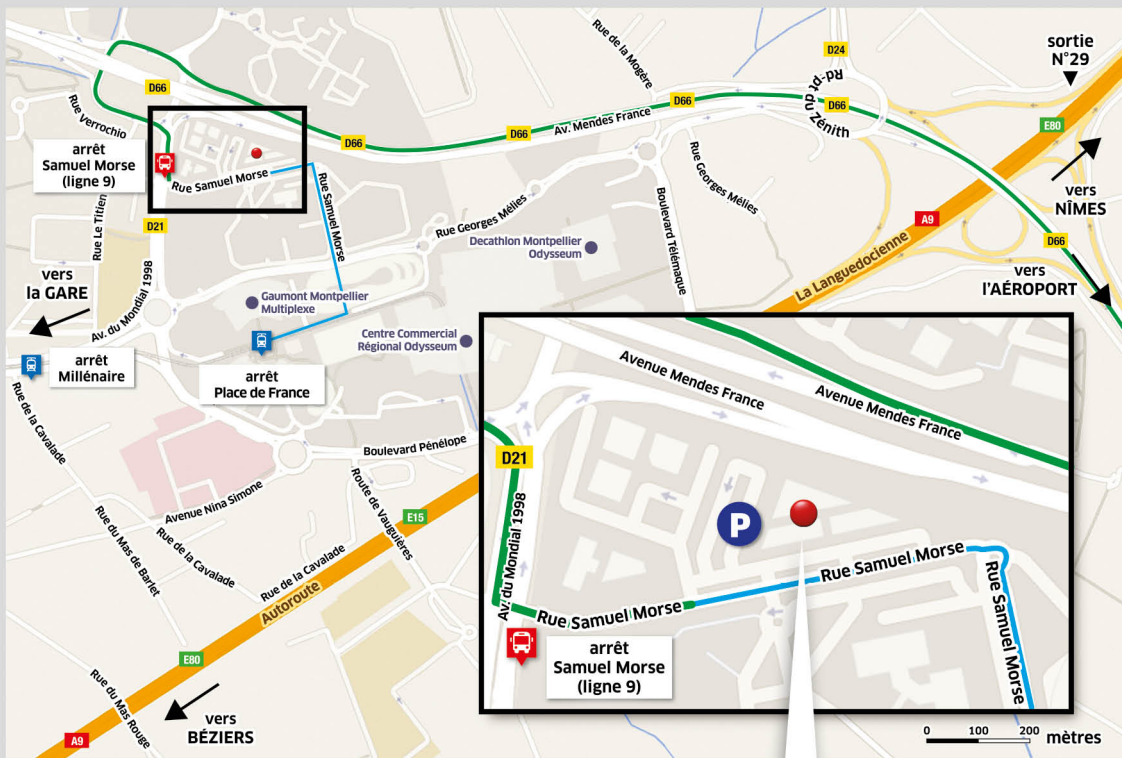 Rue de la Mogère
D24
sortie
N°29
Rd-pt du Zénith
D66
D66
D66
D66
Av. Mendes France
D66
E80
Rue Verrochio
arrêt
Samuel Morse
(ligne 9)
Rue Samuel Morse
Rue Samuel Morse
Rue Georges Mélies
vers
NÎMES
Rue Le Titien
D21
Rue Georges Mélies
Boulevard Télémaque
A9
Decathlon Montpellier
Odysseum
D66
La Languedocienne
vers
l'AÉROPORT
vers
la GARE
Av. du Mondial 1998
Gaumont Montpellier
Multiplexe
Centre Commercial
Régional Odysseum
arrêt
Millénaire
arrêt
Place de France
Rue de la Cavalade
Boulevard Pénélope
Avenue Nina Simone
Route de Vauguières
E15
Rue du Mas de Barlet
Rue de la Cavalade
Rue de la Cavalade
Autoroute
E80
Rue du Mas Rouge
vers
BÉZIERS
A9
Avenue Mendes France
Avenue Mendes France
D21
P
Av. du Mondial 1998
Rue Samuel Morse
Rue Samuel Morse
Rue Samuel Morse
arrêt
Samuel Morse
(ligne 9)
0 100 200 mètres